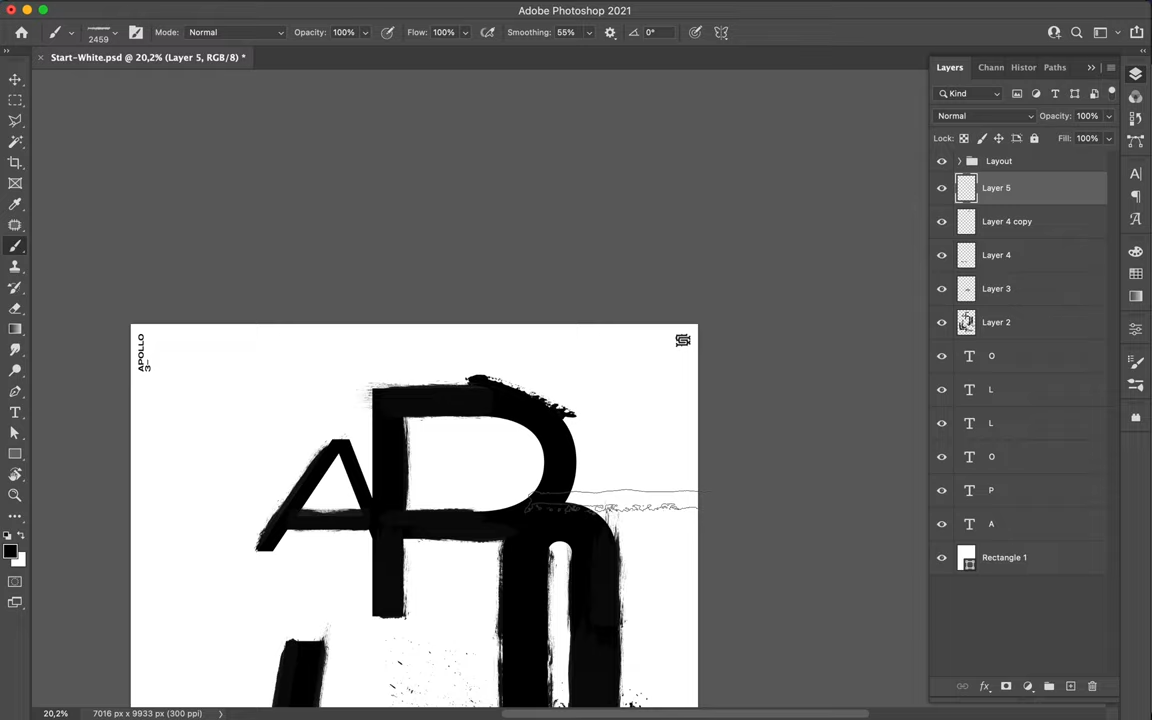 Adobe Photoshop 2021
2459
Mode: Normal
Opacity: 100%
Flow: 100%
Smoothing: 55%
0°
Start-White.psd @ 20,2% (Layer 5, RGB/8) *
Layers
Chann
Histor
Paths
Kind
Normal
Opacity: 100%
Lock:
Fill: 100%
Layout
Layer 5
Layer 4 copy
Layer 4
Layer 3
Layer 2
O
L
L
O
P
A
Rectangle 1
APOLLO
3—
A P
20,2%
7016 px x 9933 px (300 ppi)